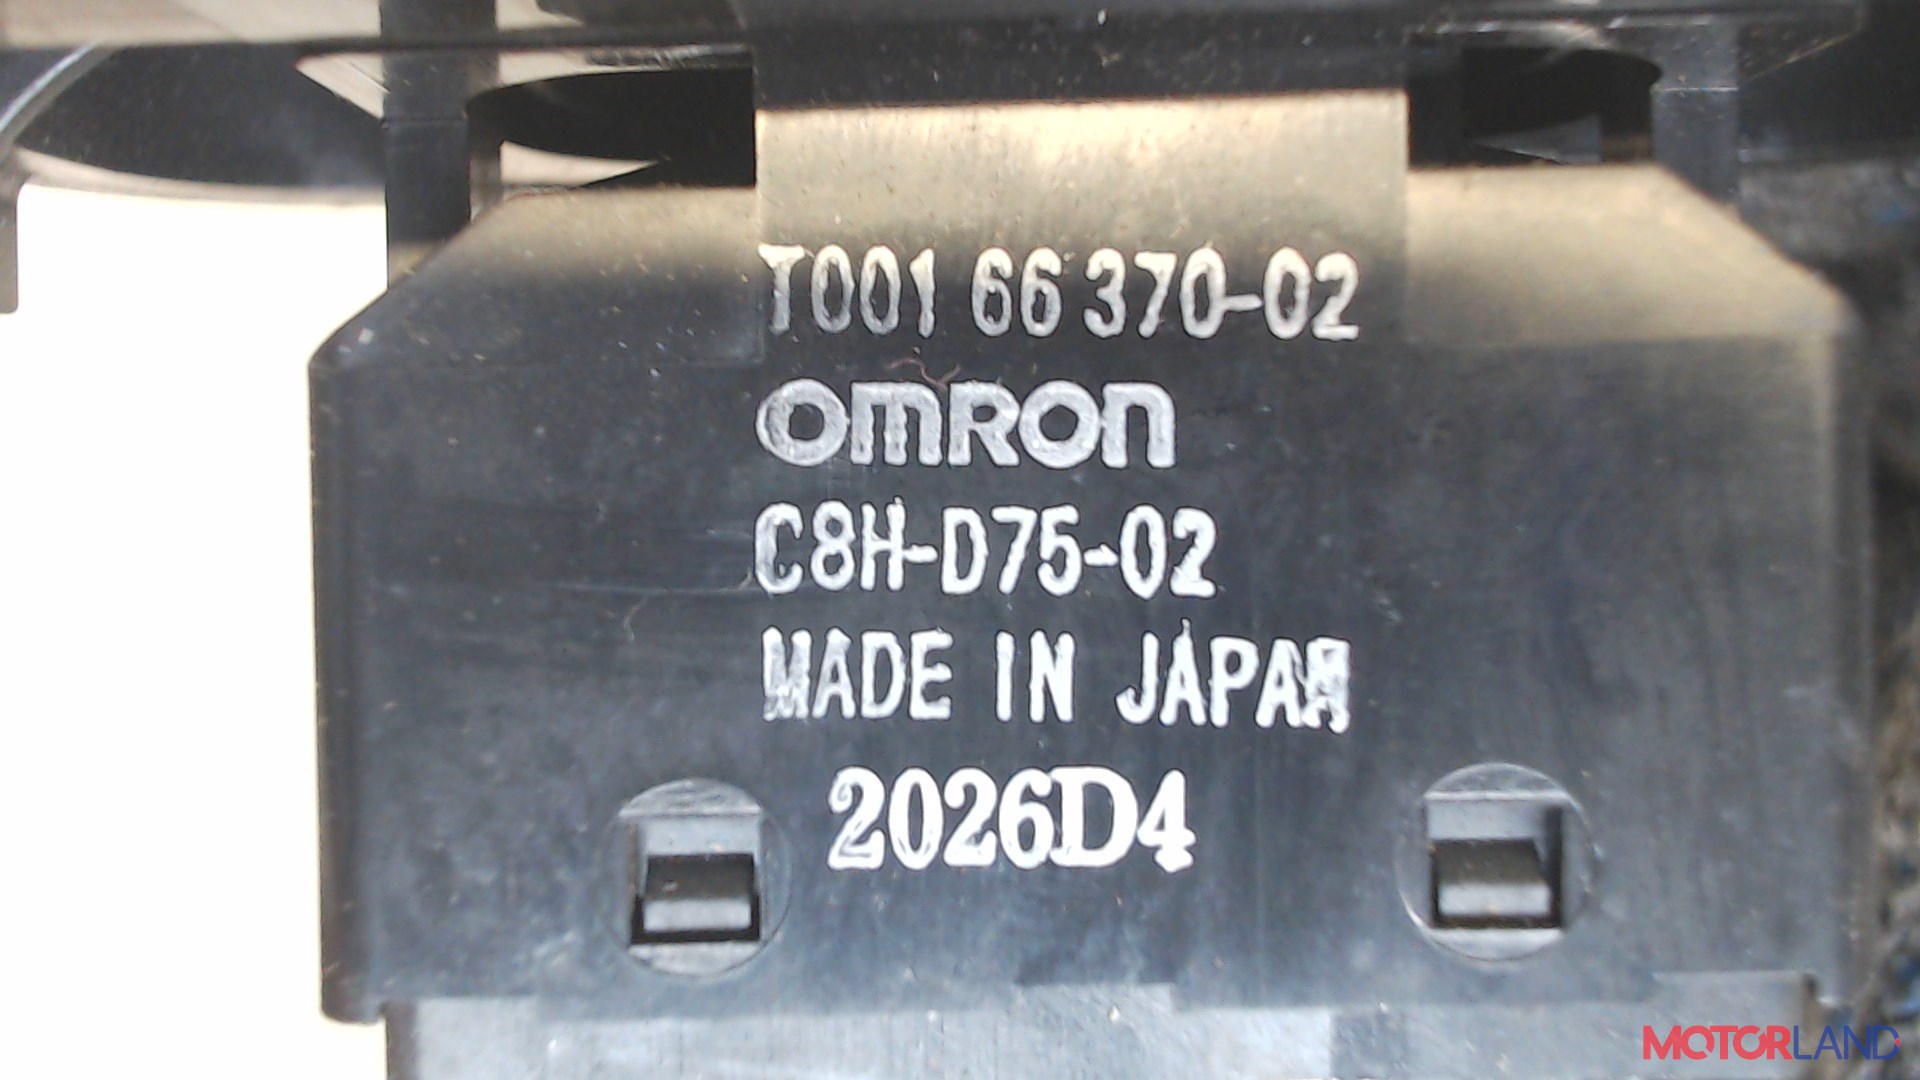 T001 66 370-02
OMRON
C8H-D75-02
MADE IN JAPAN
2026D4
MOTORLAND